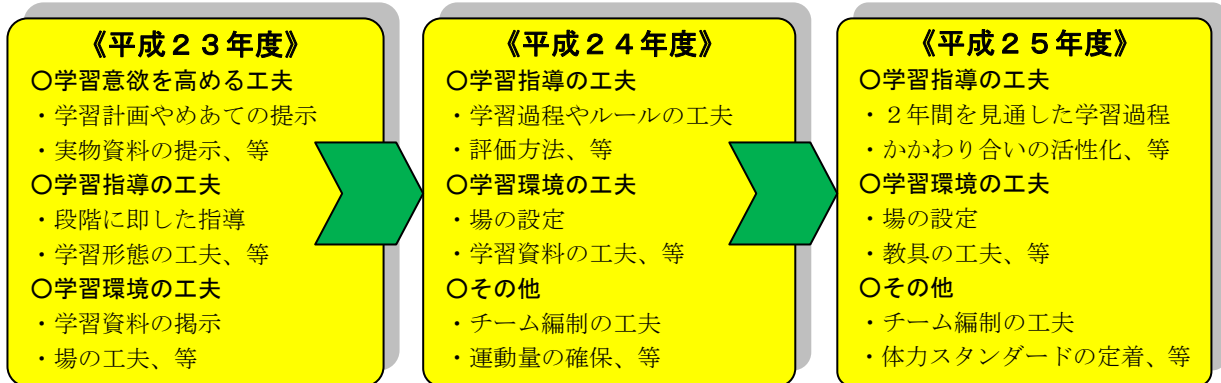 《平成２３年度》
○学習意欲を高める工夫
・学習計画やめあての提示
・実物資料の提示、等
○学習指導の工夫
・段階に即した指導
・学習形態の工夫、等
○学習環境の工夫
・学習資料の掲示
・場の工夫、等
《平成２４年度》
○学習指導の工夫
・学習過程やルールの工夫
・評価方法、等
○学習環境の工夫
・場の設定
・学習資料の工夫、等
○その他
・チーム編制の工夫
・運動量の確保、等
《平成２５年度》
○学習指導の工夫
・２年間を見通した学習過程
・かかわり合いの活性化、等
○学習環境の工夫
・場の設定
・教具の工夫、等
○その他
・チーム編制の工夫
・体力スタンダードの定着、等